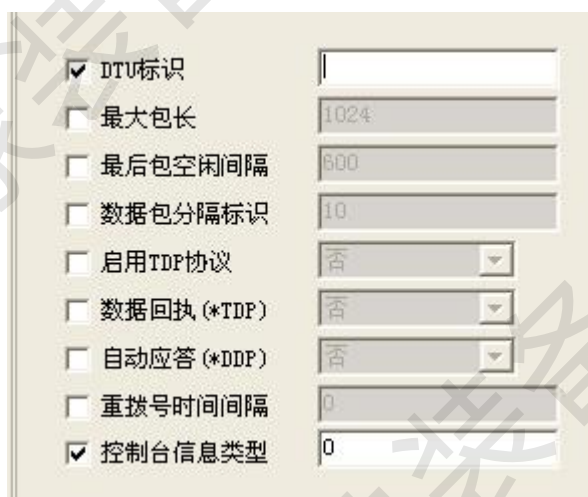 DTU标识
最大包长 1024
最后包空闲间隔 600
数据包分隔标识 10
启用TDP协议 否
数据回执(*TDP) 否
自动应答(*DDP) 否
重拨号时间间隔 0
控制台信息类型 0